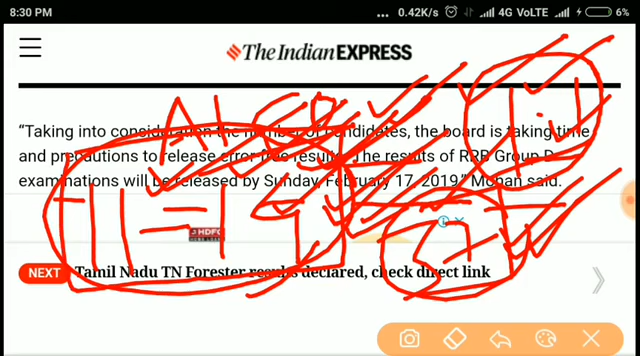 8:30 PM ... 0.42K/s 4G VoLTE 6%
The Indian EXPRESS
“Taking into consideration the number of candidates, the board is taking time
and precautions to release error-free results. The results of RRB Group D
examinations will be released by Sunday, February 17, 2019,” Mohan said.
HDFC
NEXT Tamil Nadu TN Forester results declared, check direct link